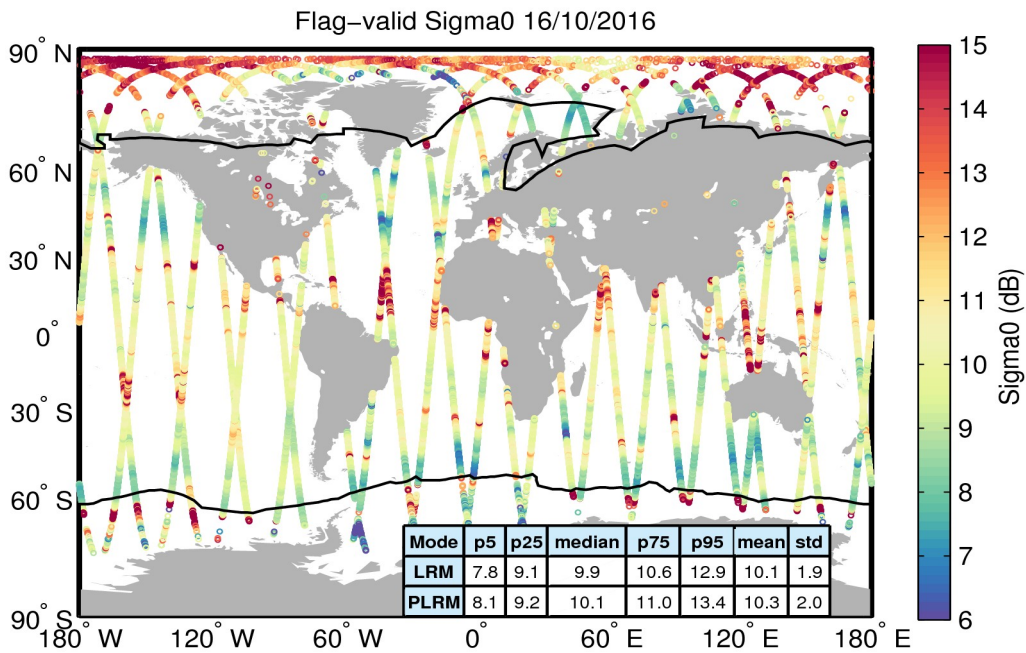 Flag-valid Sigma0 16/10/2016
90° N
60° N
30° N
0°
30° S
60° S
90° S
180° W
120° W
60° W
0°
60° E
120° E
180° E
15
14
13
12
11
10
9
8
7
6
Sigma0 (dB)
Mode p5 p25 median p75 p95 mean std
LRM 7.8 9.1 9.9 10.6 12.9 10.1 1.9
PLRM 8.1 9.2 10.1 11.0 13.4 10.3 2.0